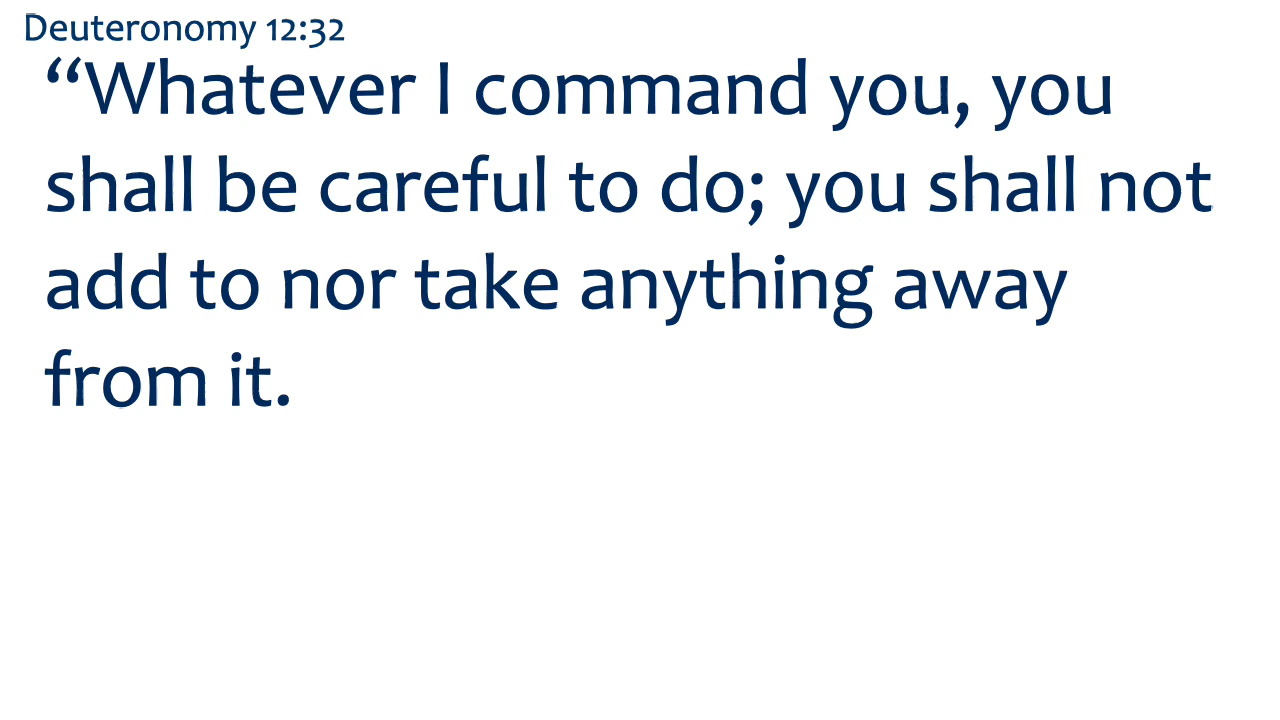 Deuteronomy 12:32
“Whatever I command you, you
shall be careful to do; you shall not
add to nor take anything away
from it.